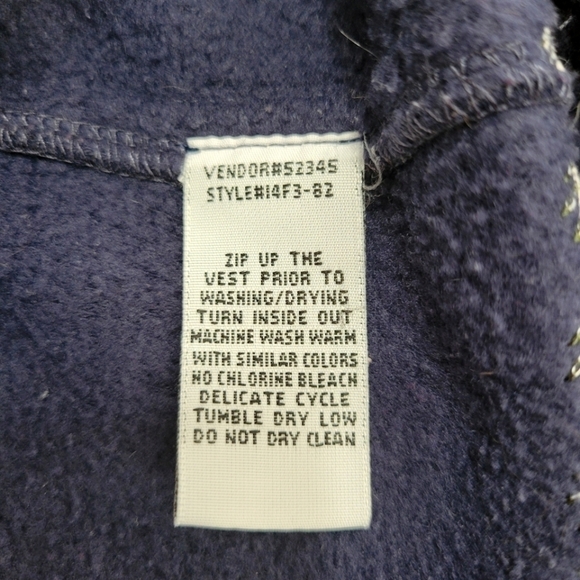 VENDOR#52345
STYLE#14F3-82
ZIP UP THE
VEST PRIOR TO
WASHING/DRYING
TURN INSIDE OUT
MACHINE WASH WARM
WITH SIMILAR COLORS
NO CHLORINE BLEACH
DELICATE CYCLE
TUMBLE DRY LOW
DO NOT DRY CLEAN